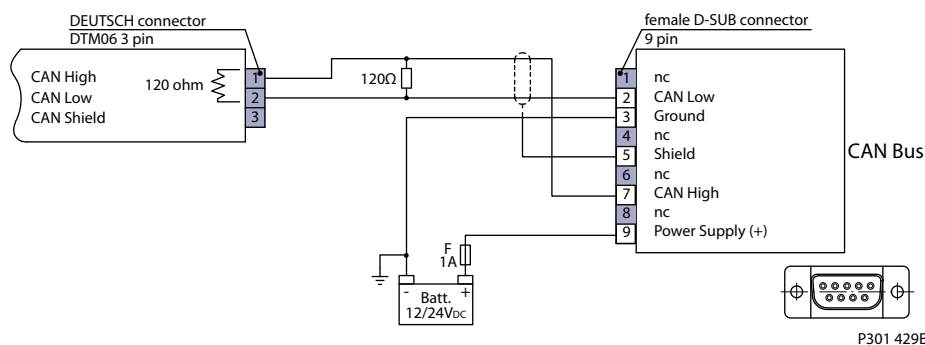 DEUTSCH connector
DTM06 3 pin
CAN High
CAN Low
CAN Shield
120 ohm
1
2
3
120Ω
female D-SUB connector
9 pin
1 nc
2 CAN Low
3 Ground
4 nc
5 Shield
6 nc
7 CAN High
8 nc
9 Power Supply (+)
CAN Bus
F
1A
- +
Batt.
12/24VDC
P301 429E